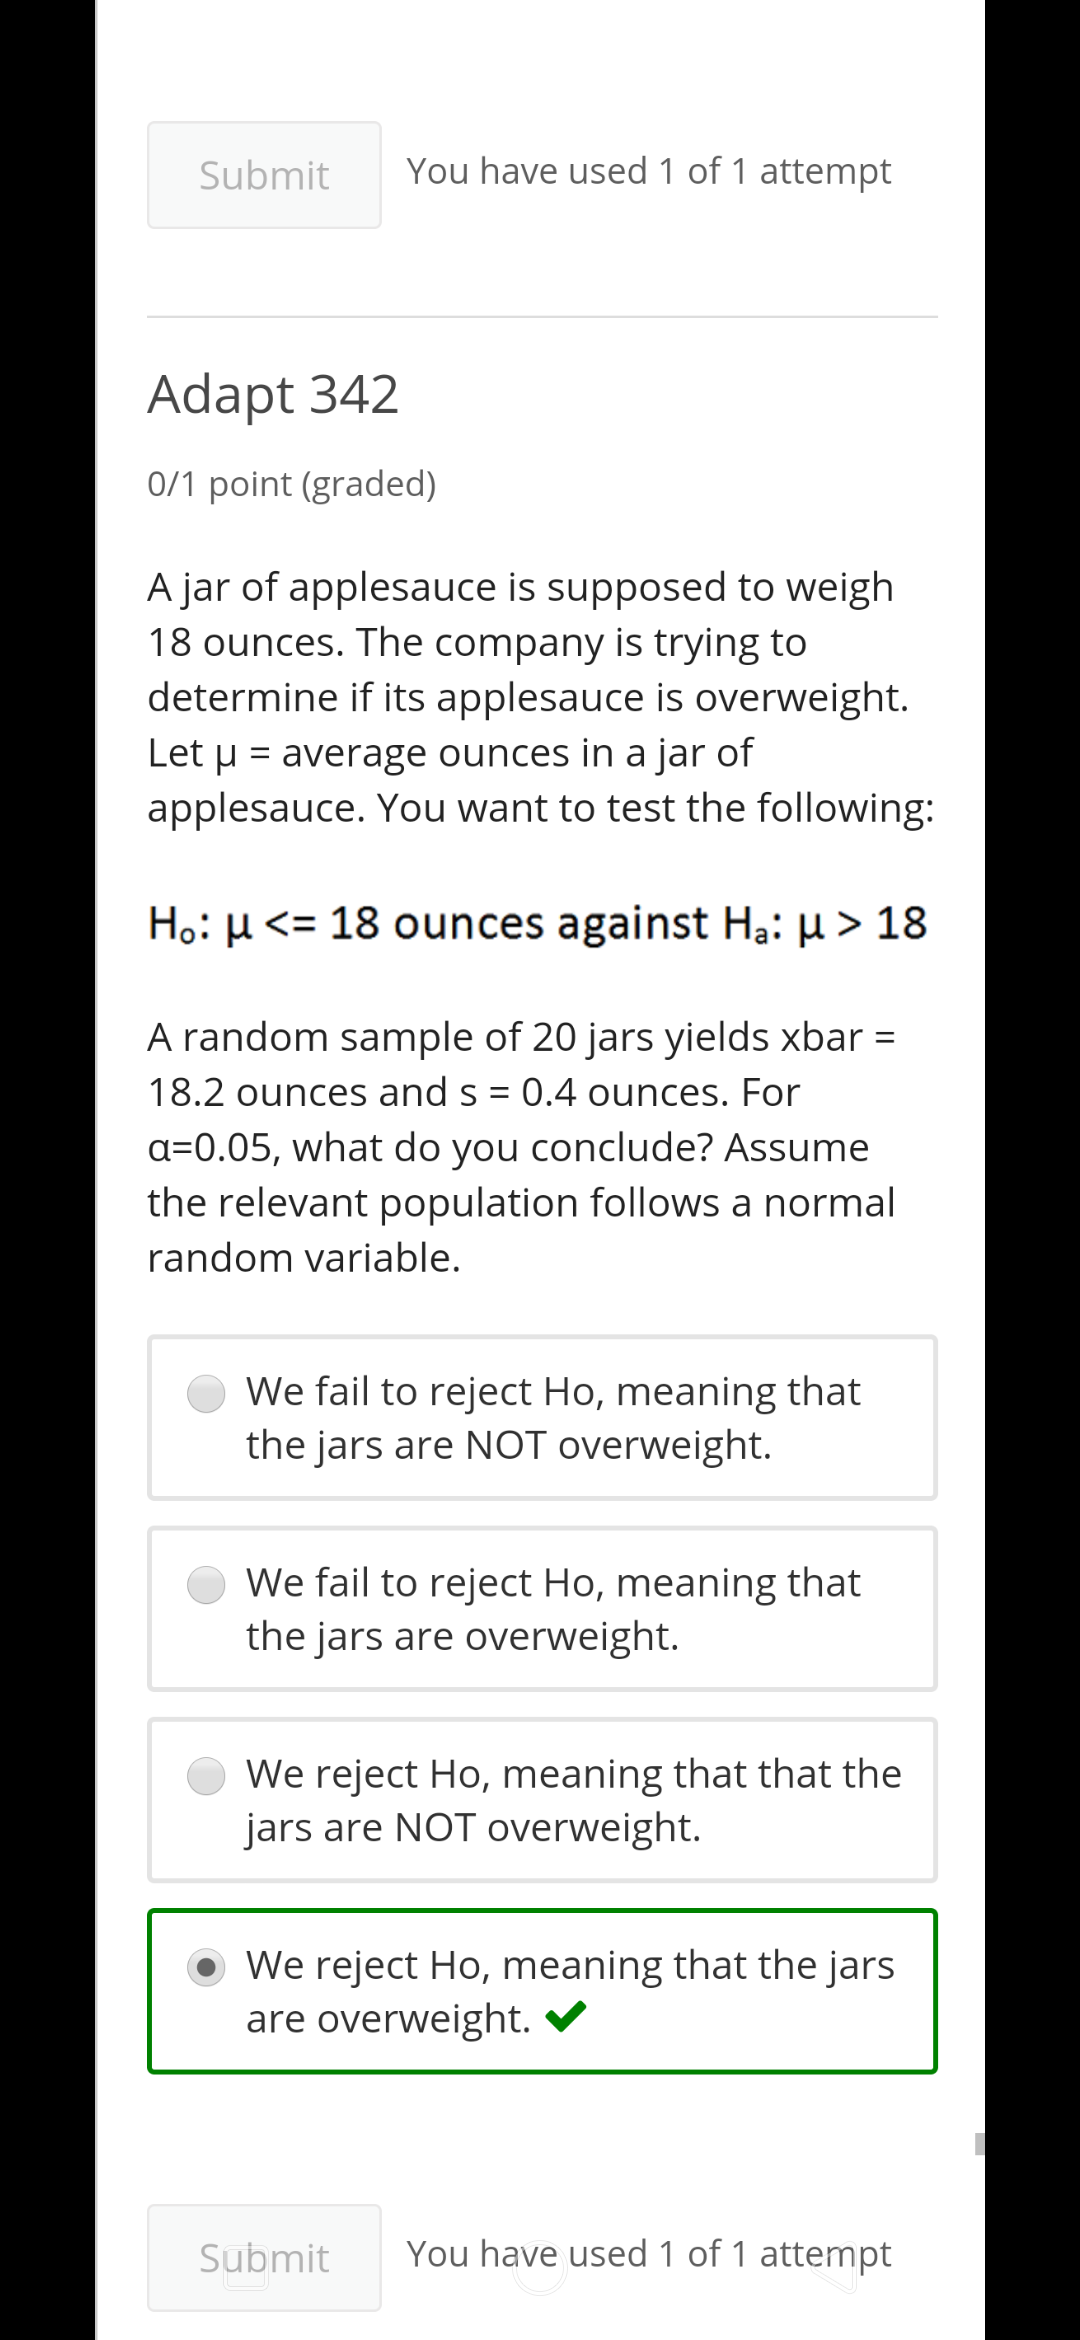 Submit You have used 1 of 1 attempt
Adapt 342
0/1 point (graded)
A jar of applesauce is supposed to weigh
18 ounces. The company is trying to
determine if its applesauce is overweight.
Let μ = average ounces in a jar of
applesauce. You want to test the following:
Hₒ: μ <= 18 ounces against Hₐ: μ > 18
A random sample of 20 jars yields xbar =
18.2 ounces and s = 0.4 ounces. For
α=0.05, what do you conclude? Assume
the relevant population follows a normal
random variable.
We fail to reject Ho, meaning that
the jars are NOT overweight.
We fail to reject Ho, meaning that
the jars are overweight.
We reject Ho, meaning that that the
jars are NOT overweight.
We reject Ho, meaning that the jars
are overweight.
Submit You have used 1 of 1 attempt